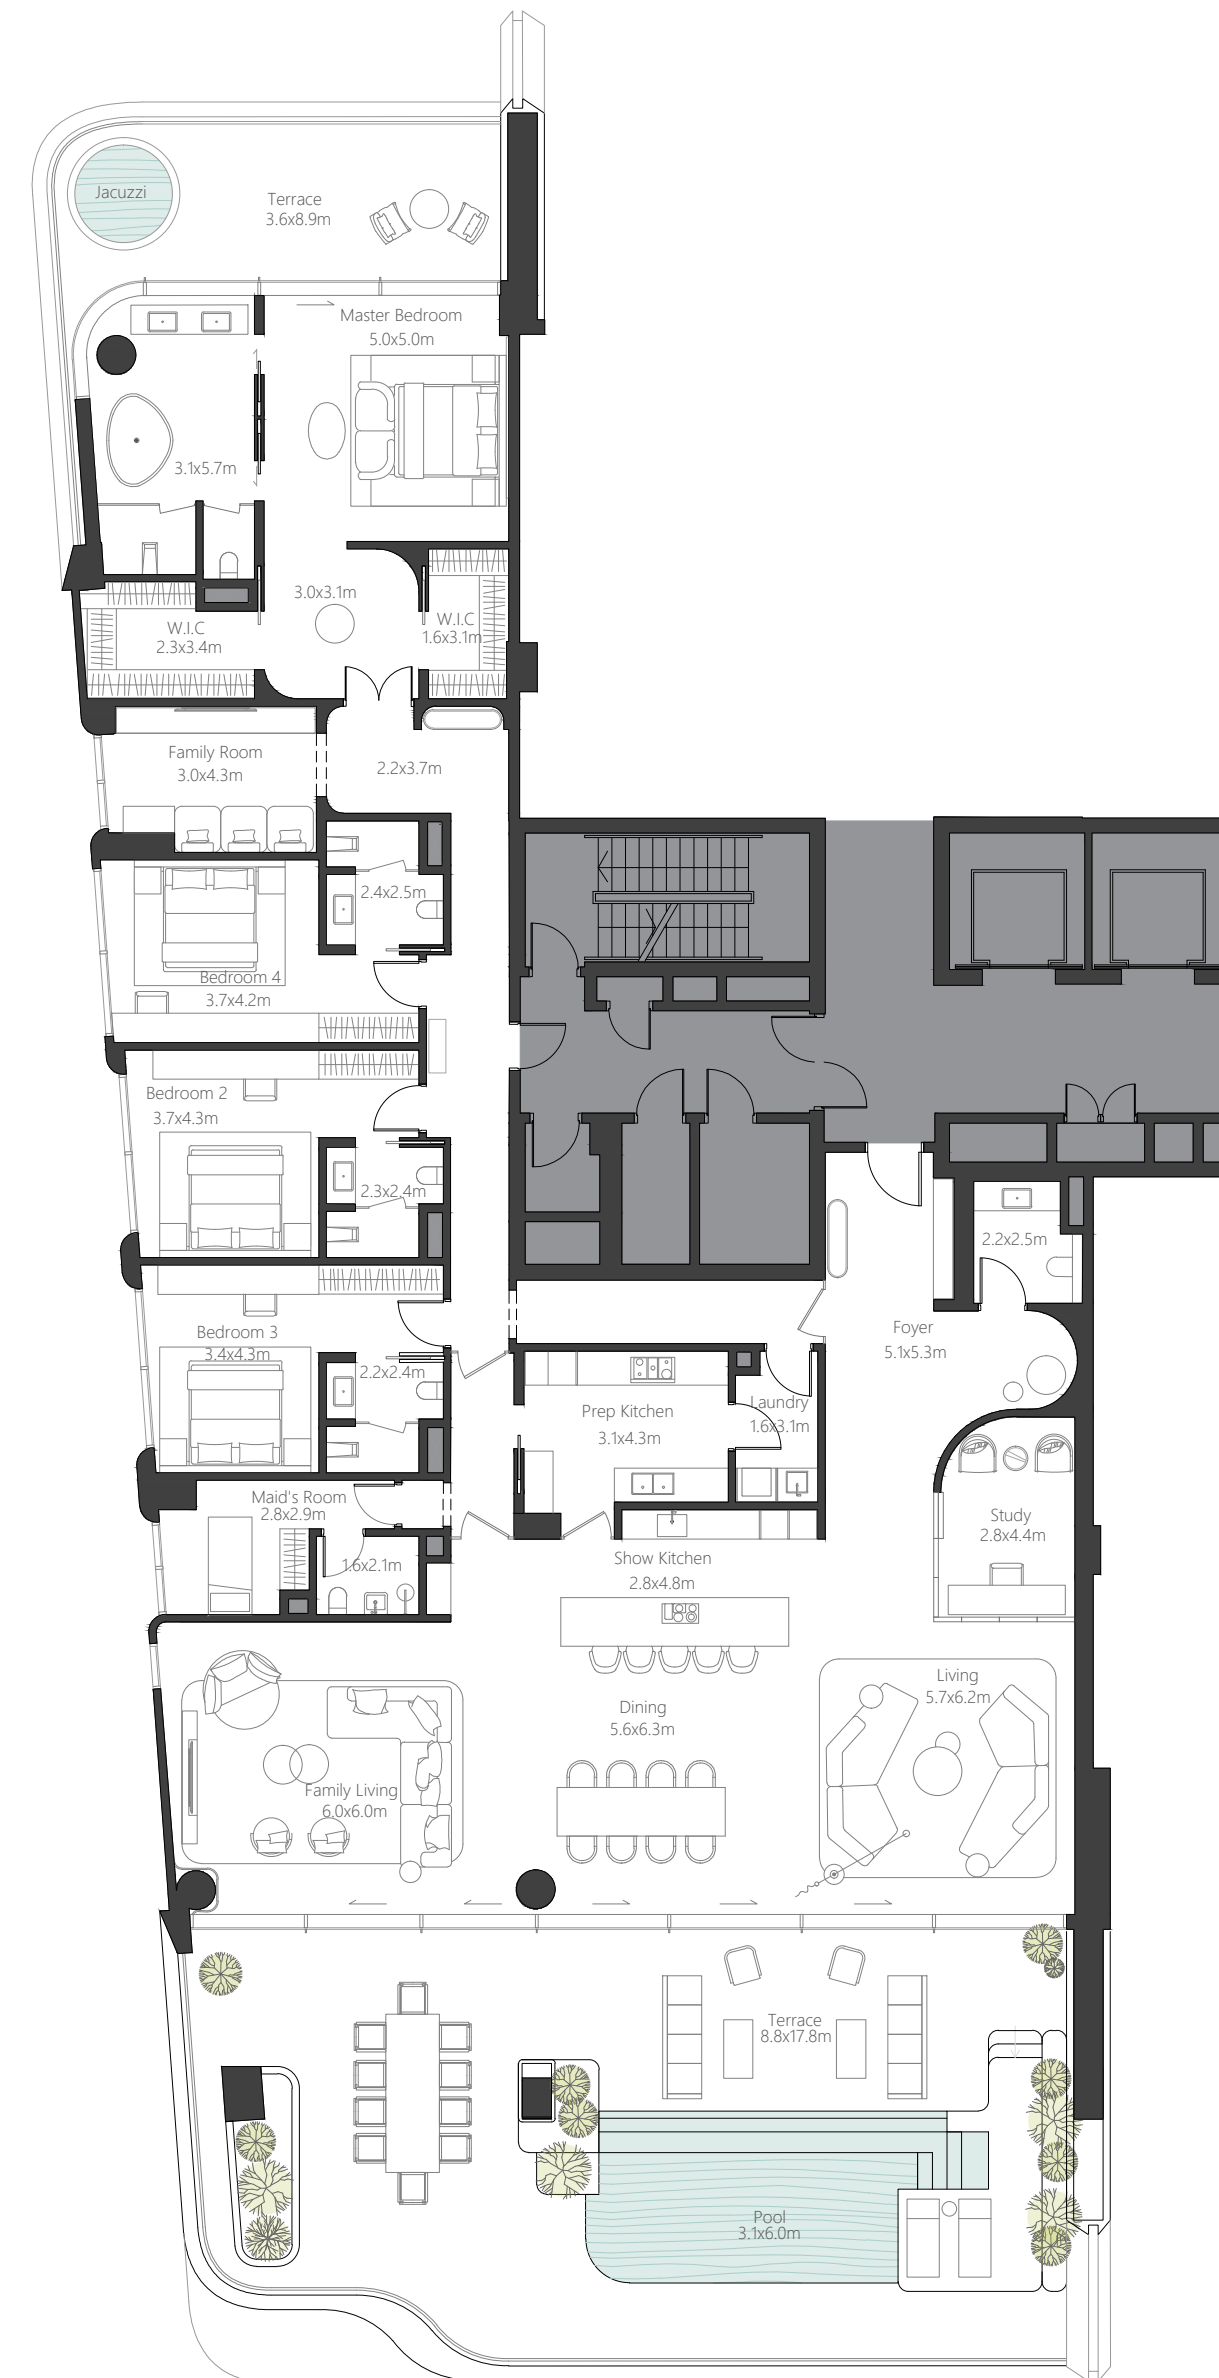 Jacuzzi
Terrace
3.6x8.9m
Master Bedroom
5.0x5.0m
3.1x5.7m
3.0x3.1m
W.I.C
2.3x3.4m
W.I.C
1.6x3.1m
Family Room
3.0x4.3m
2.2x3.7m
2.4x2.5m
Bedroom 4
3.7x4.2m
Bedroom 2
3.7x4.3m
2.3x2.4m
2.2x2.5m
Bedroom 3
3.4x4.3m
2.2x2.4m
Foyer
5.1x5.3m
Prep Kitchen
3.1x4.3m
Laundry
1.6x3.1m
Maid's Room
2.8x2.9m
1.6x2.1m
Study
2.8x4.4m
Show Kitchen
2.8x4.8m
Living
5.7x6.2m
Dining
5.6x6.3m
Family Living
6.0x6.0m
Terrace
8.8x17.8m
Pool
3.1x6.0m